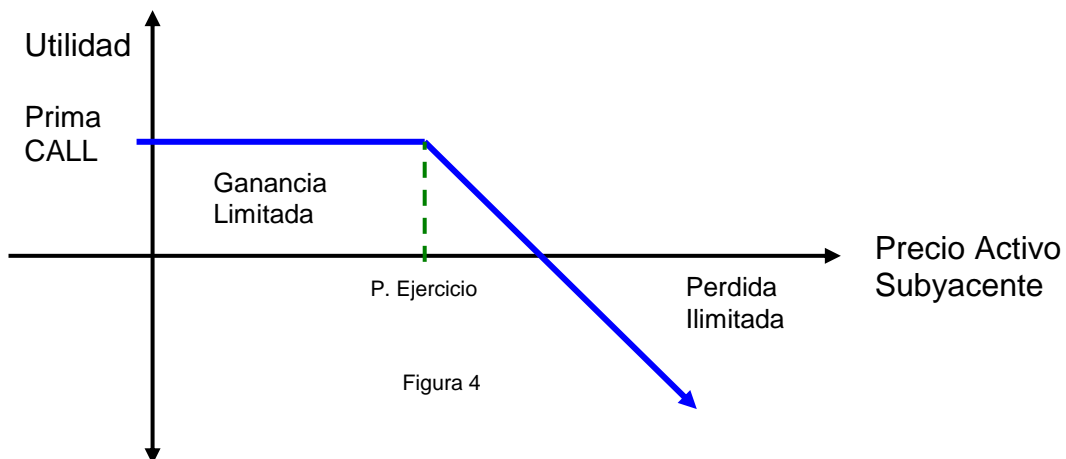 Utilidad
Prima
CALL
Ganancia
Limitada
P. Ejercicio
Perdida
Ilimitada
Precio Activo
Subyacente
Figura 4